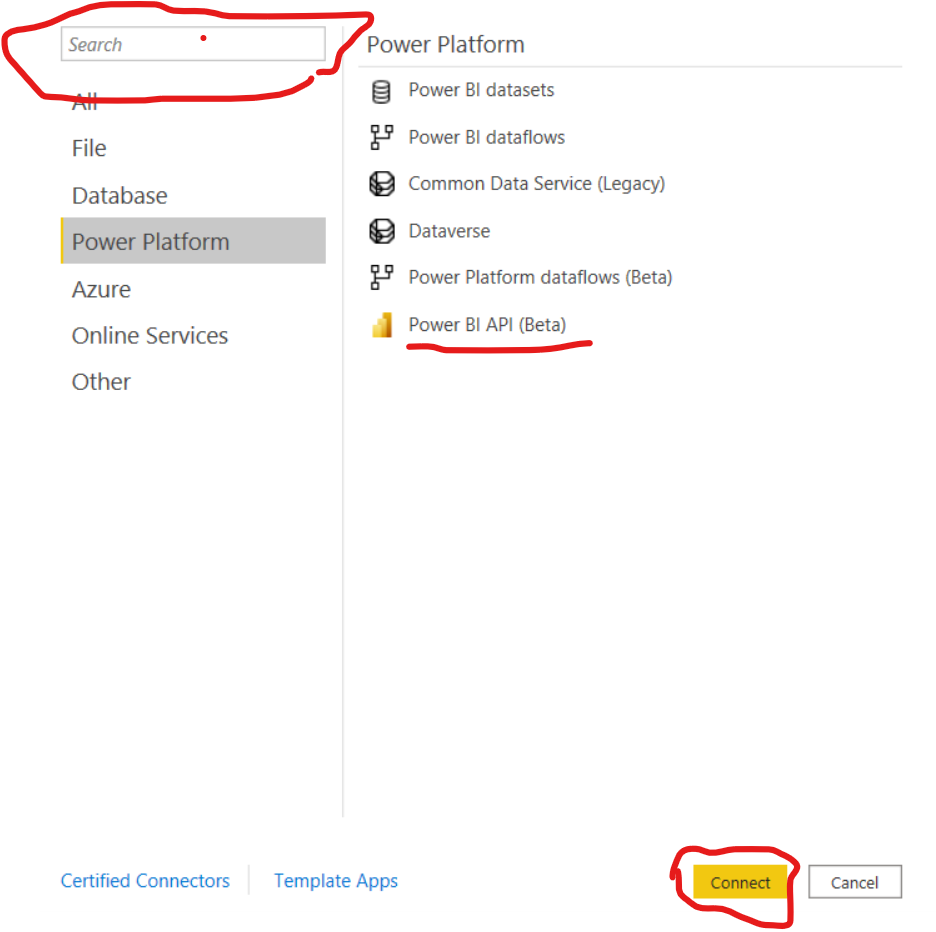 Search
All
File
Database
Power Platform
Azure
Online Services
Other
Power Platform
Power BI datasets
Power BI dataflows
Common Data Service (Legacy)
Dataverse
Power Platform dataflows (Beta)
Power BI API (Beta)
Certified Connectors
Template Apps
Connect
Cancel